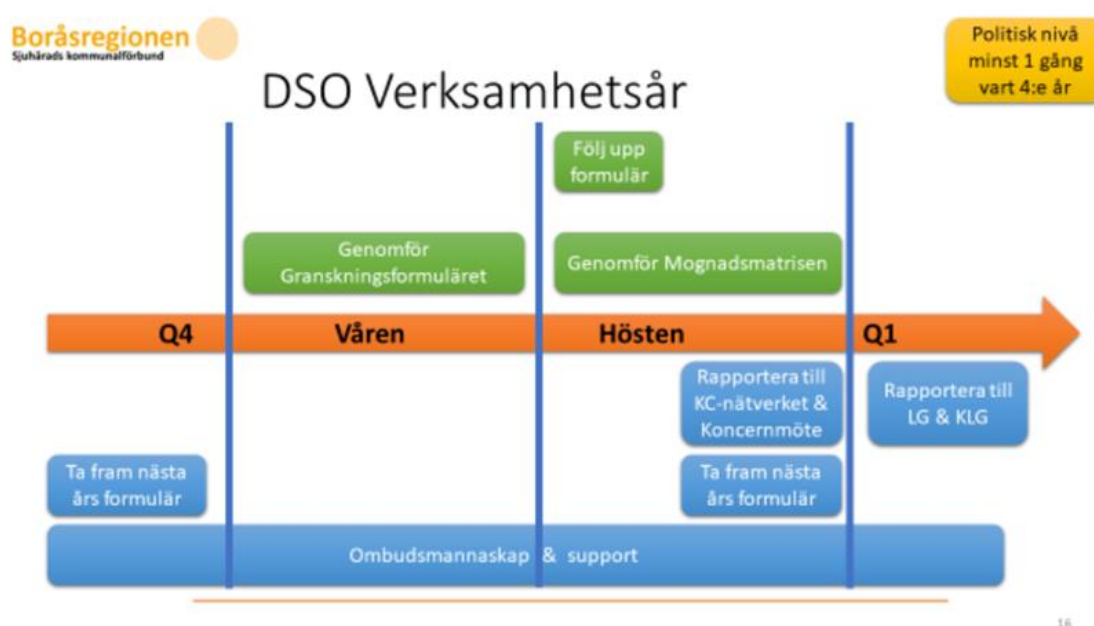 Boråsregionen
Sjuhärads kommunalförbund
Politisk nivå
minst 1 gång
vart 4:e år
DSO Verksamhetsår
Följ upp
formulär
Genomför
Granskningsformuläret
Genomför Mognadsmatrisen
Q4
Våren
Hösten
Q1
Rapportera till
KC-nätverket &
Koncernmöte
Rapportera till
LG & KLG
Ta fram nästa
års formulär
Ta fram nästa
års formulär
Ombudsmannaskap & support
16